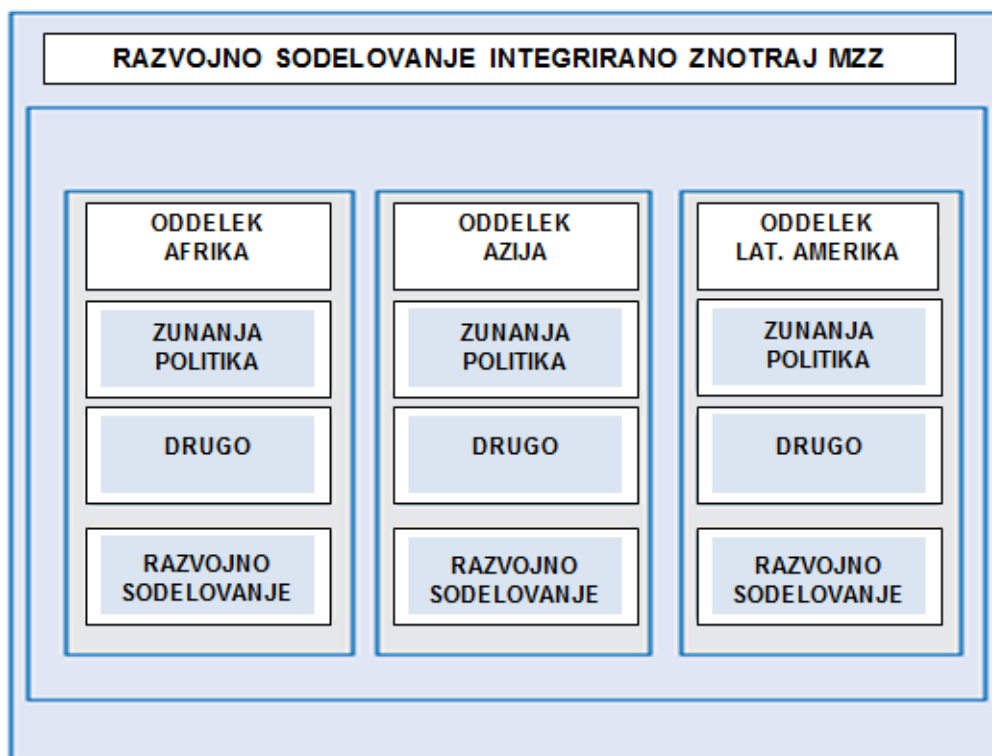 RAZVOJNO SODELOVANJE INTEGRIRANO ZNOTRAJ MZZ
ODDELEK
AFRIKA
ZUNANJA
POLITIKA
DRUGO
RAZVOJNO
SODELOVANJE
ODDELEK
AZIJA
ZUNANJA
POLITIKA
DRUGO
RAZVOJNO
SODELOVANJE
ODDELEK
LAT. AMERIKA
ZUNANJA
POLITIKA
DRUGO
RAZVOJNO
SODELOVANJE